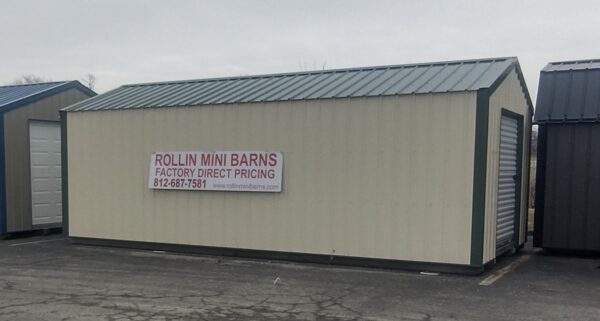 ROLLIN MINI BARNS
FACTORY DIRECT PRICING
812-687-7581 www.rollinminibarns.com